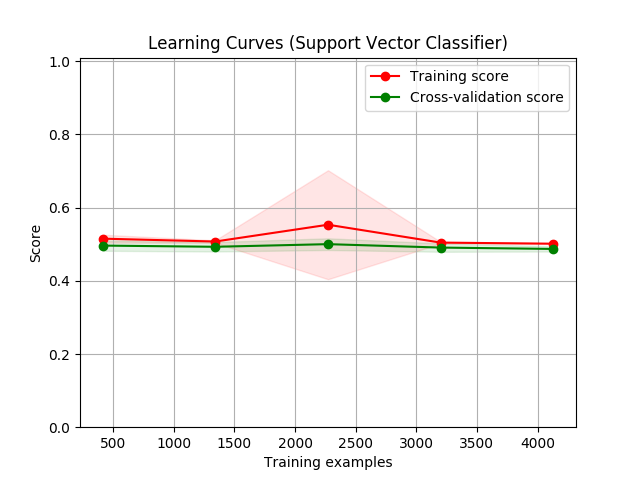 Learning Curves (Support Vector Classifier)
1.0
0.8
0.6
0.4
0.2
0.0
Score
Training score
Cross-validation score
500 1000 1500 2000 2500 3000 3500 4000
Training examples